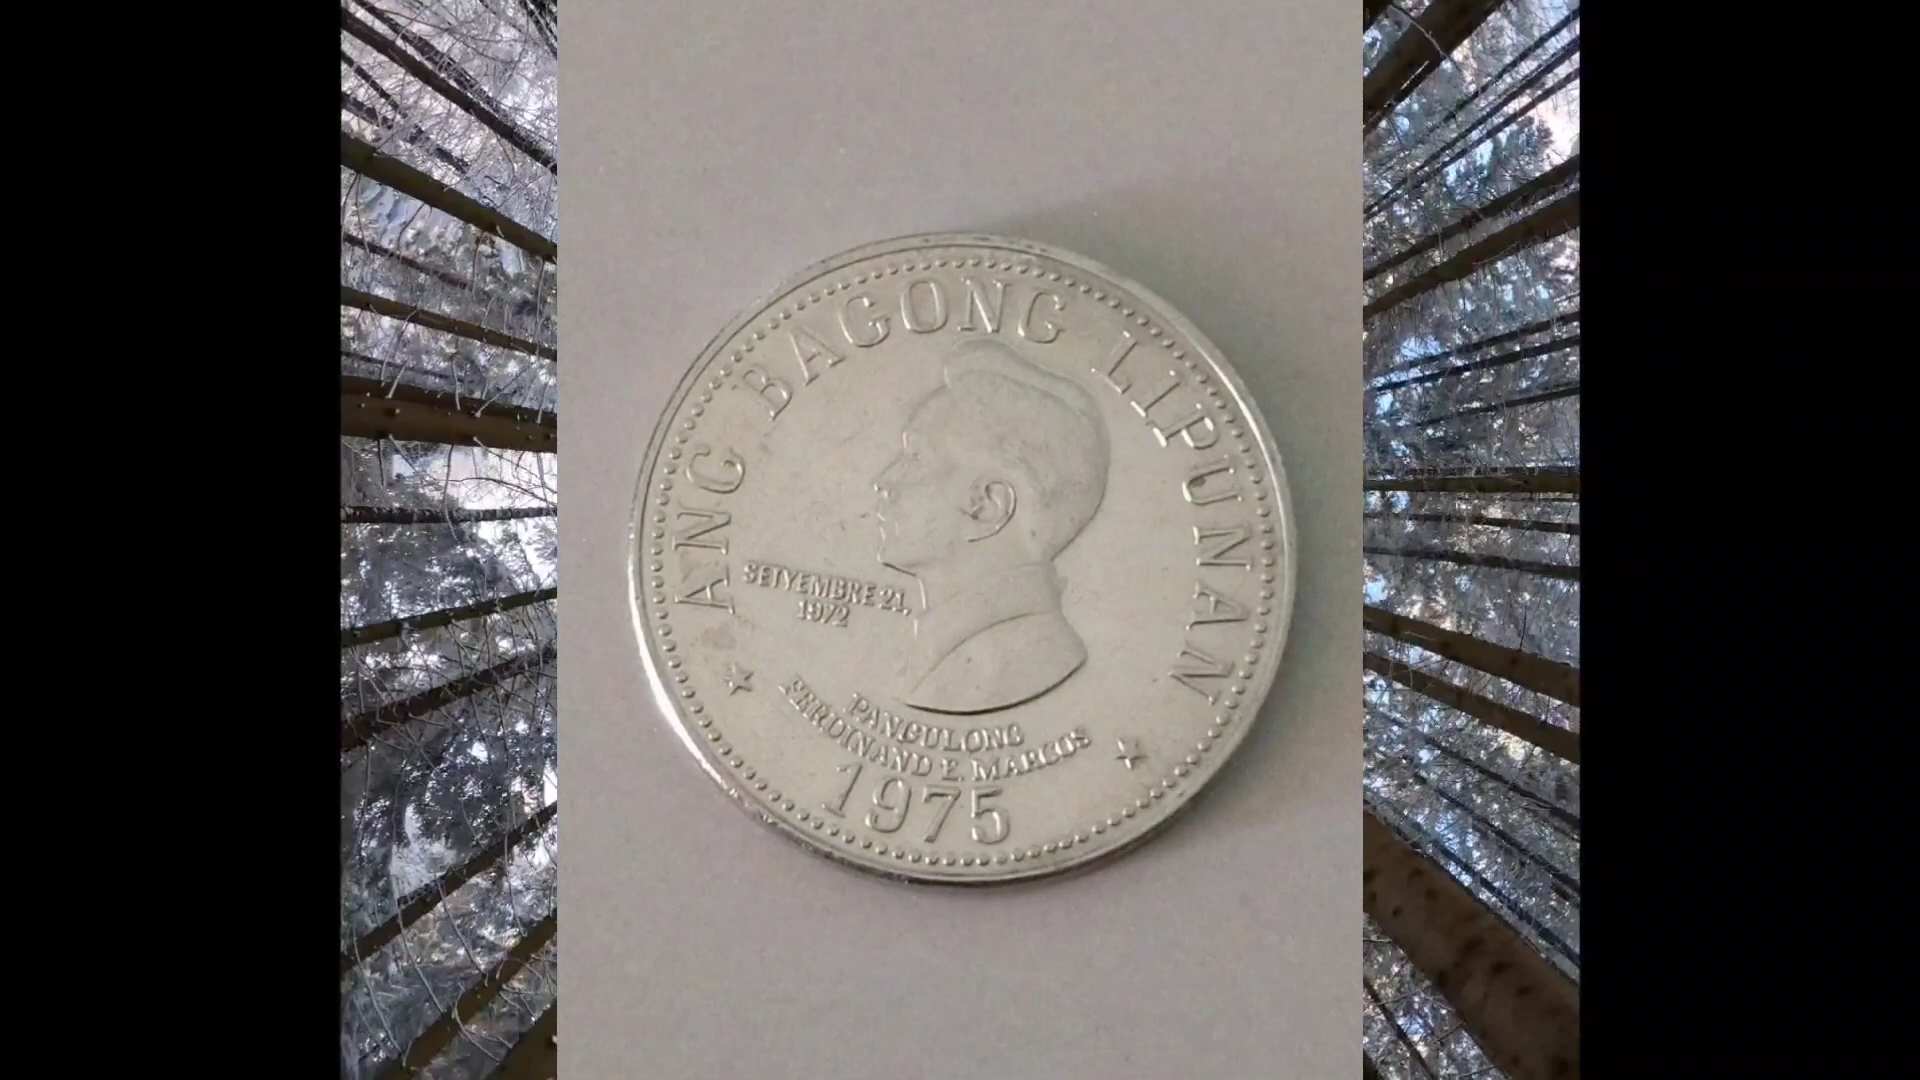 ANG BAGONG LIPUNAN
SETYEMBRE 21,
1972
PANGULONG
FERDINAND E. MARCOS
1975